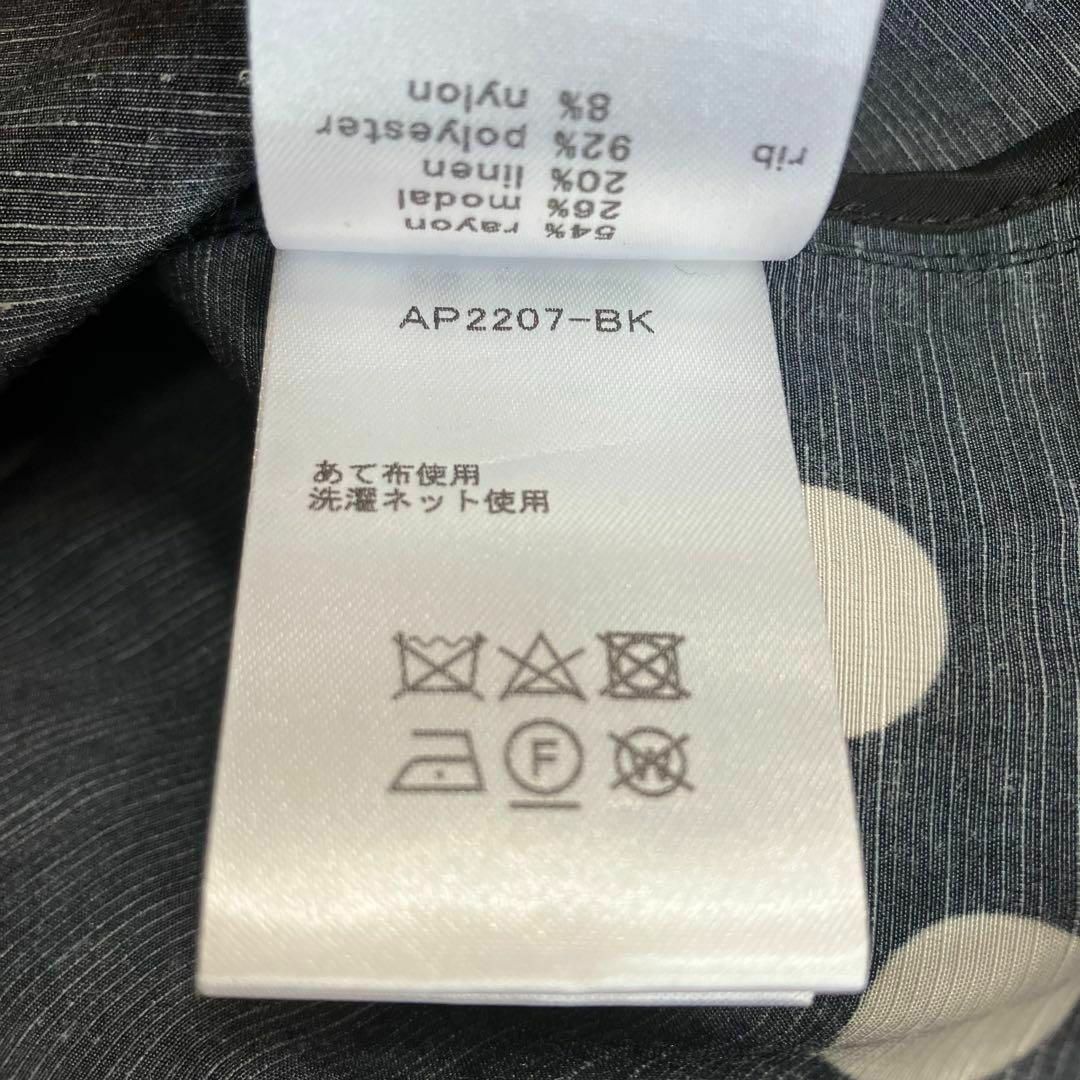 54% rayon
26% modal
20% linen
rib 92% polyester
8% nylon
AP2207-BK
あて布使用
洗濯ネット使用
F
W